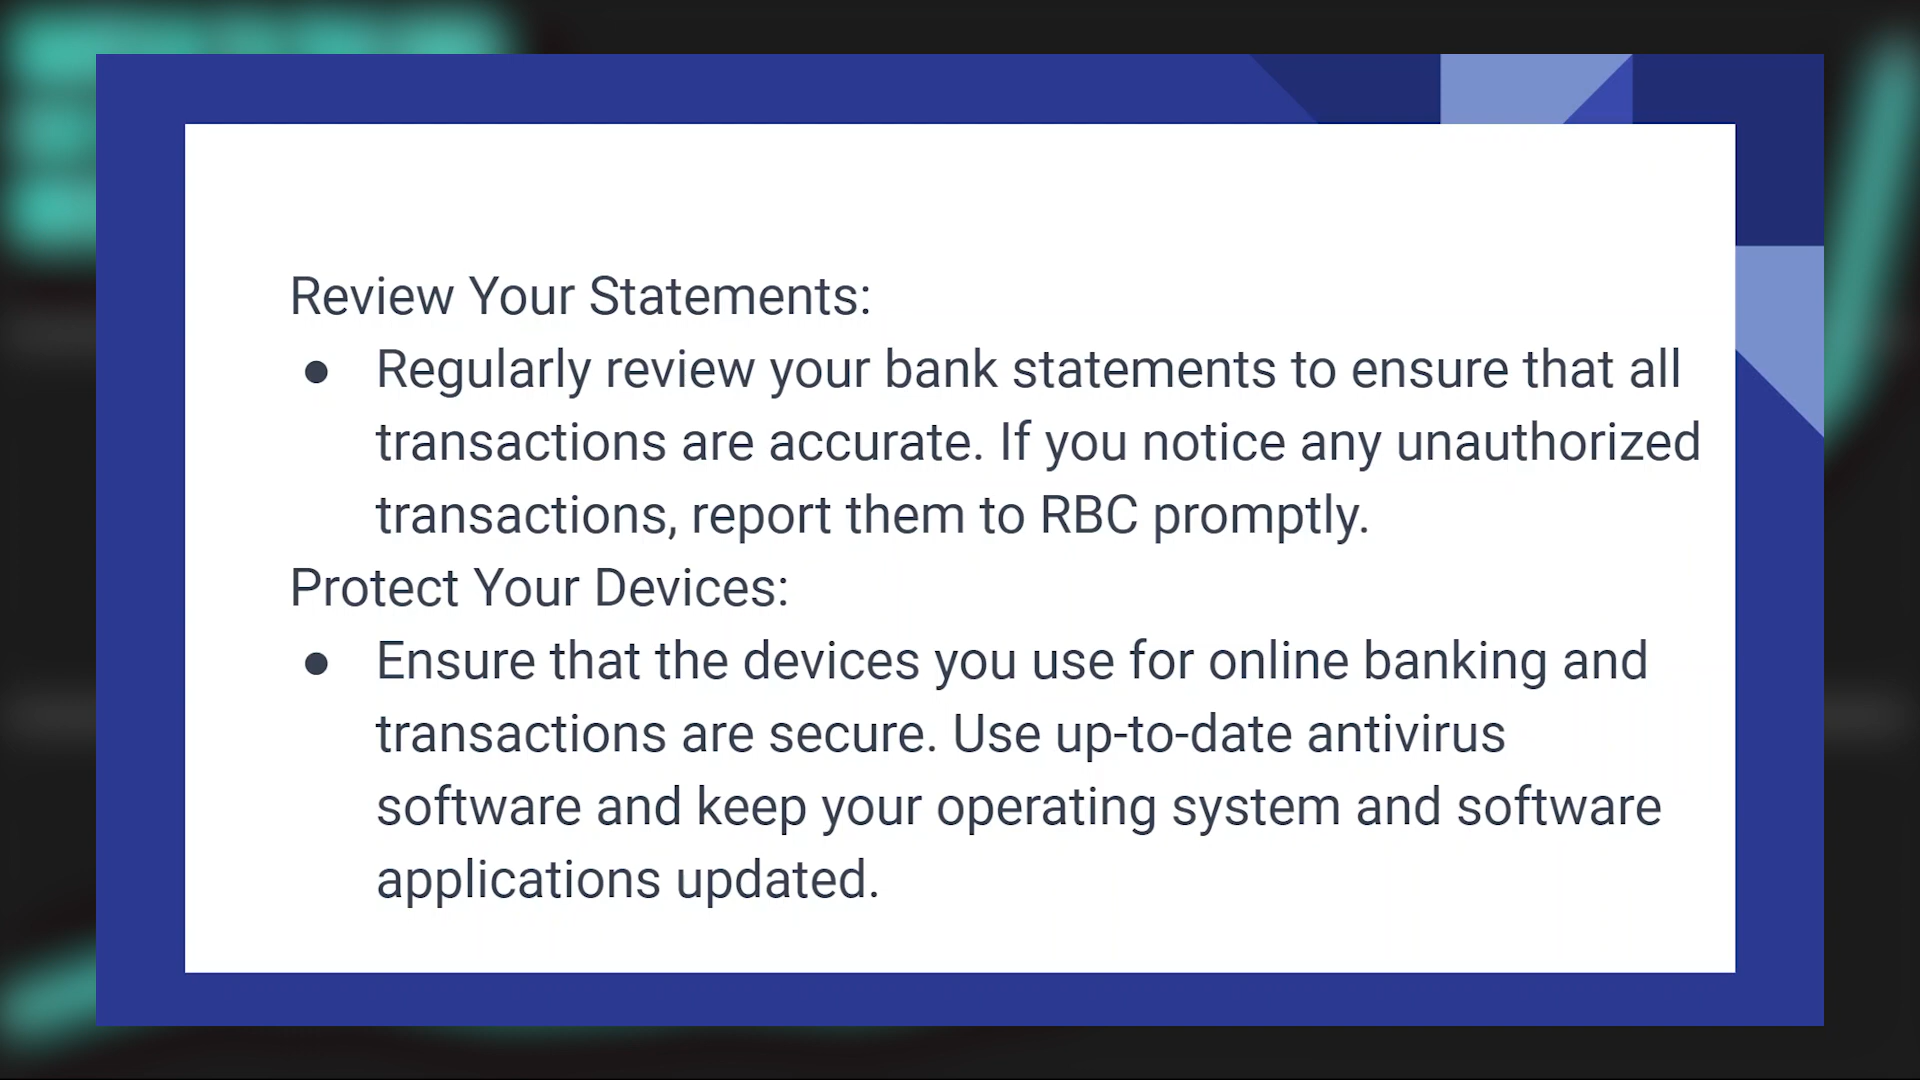 Review Your Statements:
● Regularly review your bank statements to ensure that all
transactions are accurate. If you notice any unauthorized
transactions, report them to RBC promptly.
Protect Your Devices:
● Ensure that the devices you use for online banking and
transactions are secure. Use up-to-date antivirus
software and keep your operating system and software
applications updated.